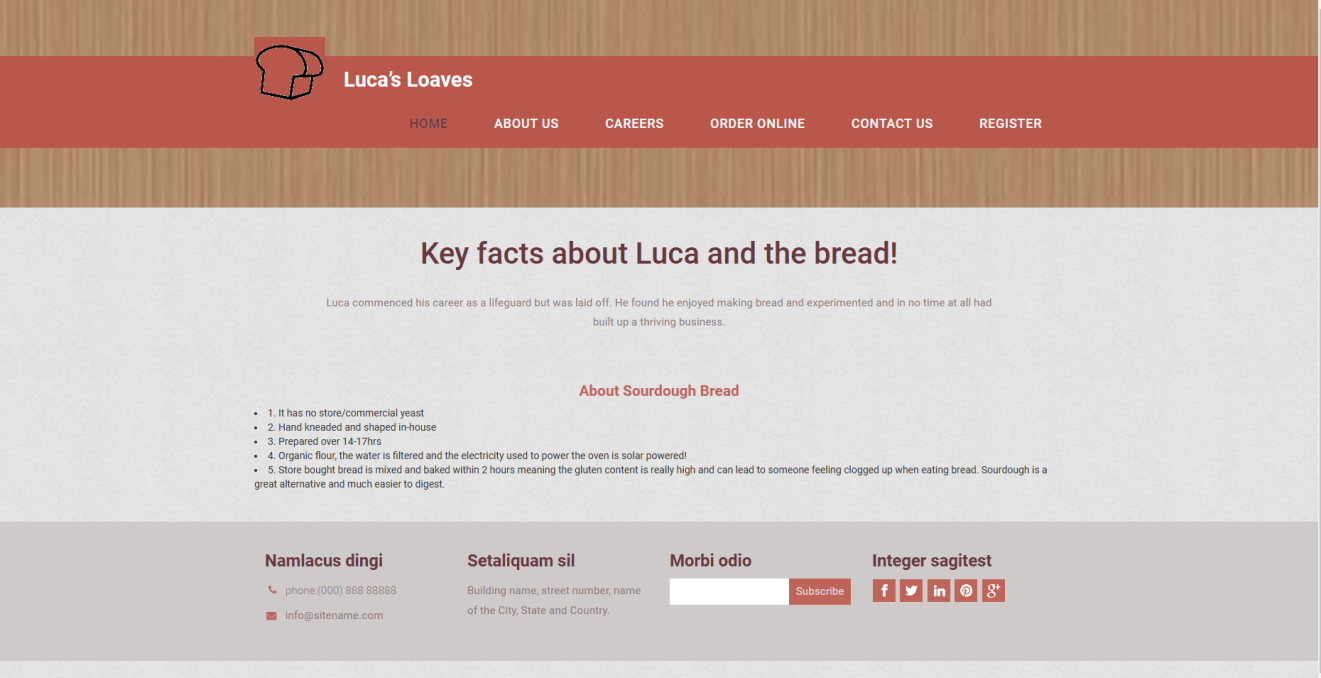 Luca's Loaves
HOME ABOUT US CAREERS ORDER ONLINE CONTACT US REGISTER
Key facts about Luca and the bread!
Luca commenced his career as a lifeguard but was laid off. He found he enjoyed making bread and experimented and in no time at all had
built up a thriving business.
About Sourdough Bread
• 1. It has no store/commercial yeast
• 2. Hand kneaded and shaped in-house
• 3. Prepared over 14-17hrs
• 4. Organic flour, the water is filtered and the electricity used to power the oven is solar powered!
• 5. Store bought bread is mixed and baked within 2 hours meaning the gluten content is really high and can lead to someone feeling clogged up when eating bread. Sourdough is a
great alternative and much easier to digest.
Namlacus dingi
phone:(000) 888 88888
info@sitename.com
Setaliquam sil
Building name, street number, name
of the City, State and Country.
Morbi odio
Subscribe
Integer sagitest